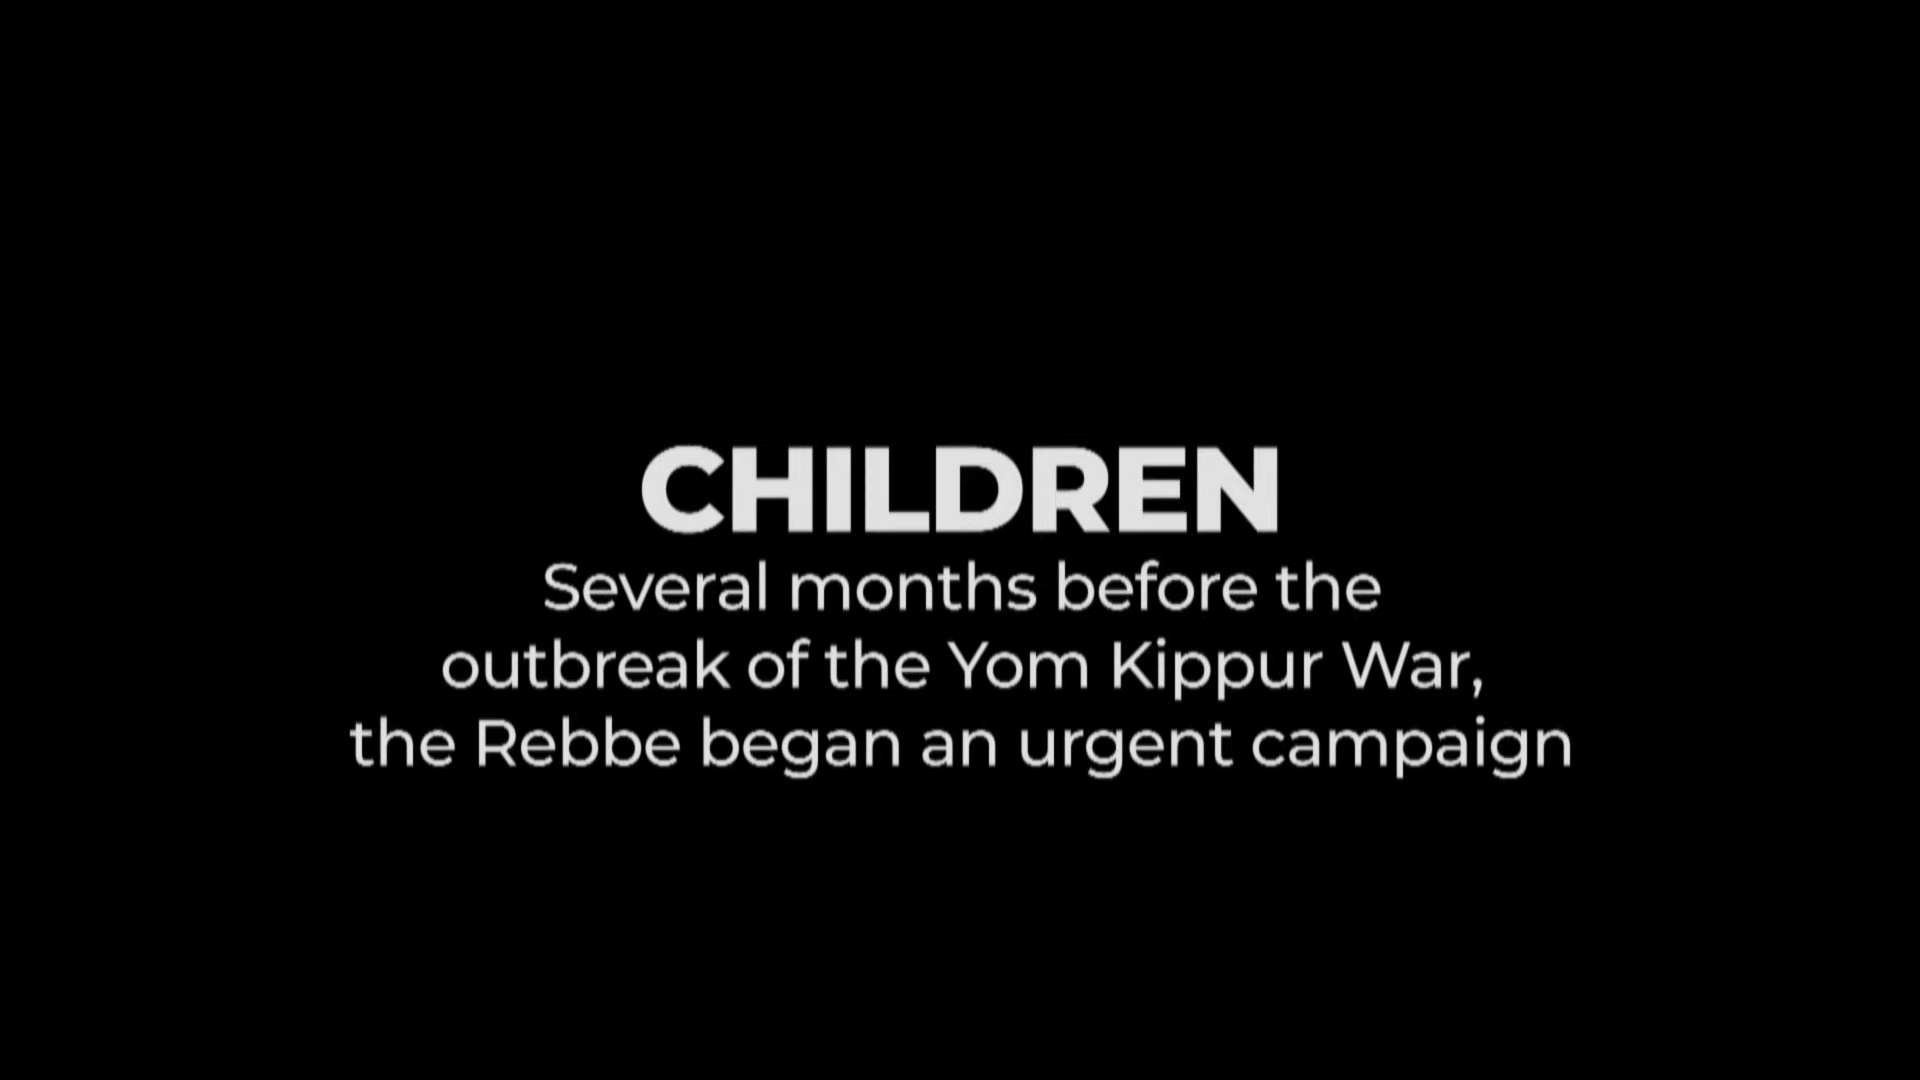 CHILDREN
Several months before the
outbreak of the Yom Kippur War,
the Rebbe began an urgent campaign